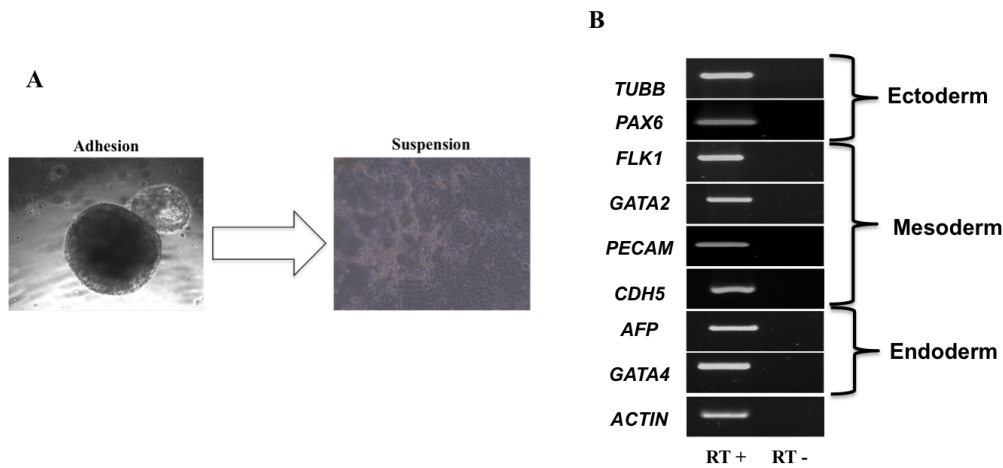 A
Adhesion
Suspension
B
TUBB
PAX6
Ectoderm
FLK1
GATA2
PECAM
CDH5
Mesoderm
AFP
GATA4
Endoderm
ACTIN
RT + RT -